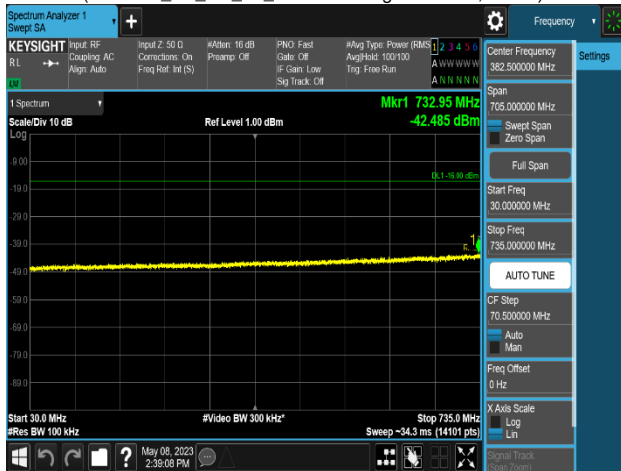 Spectrum Analyzer 1
Swept SA
Frequency
KEYSIGHT
RL
Input: RF
Coupling: AC
Align: Auto
Input Z: 50 Ω
Corrections: On
Freq Ref: Int (S)
#Atten: 16 dB
Preamp: Off
PNO: Fast
Gate: Off
IF Gain: Low
Sig Track: Off
#Avg Type: Power (RMS
Avg|Hold: 100/100
Trig: Free Run
1 2 3 4 5 6
A W W W W W
A N N N N N
1 Spectrum
Scale/Div 10 dB
Log
Ref Level 1.00 dBm
Mkr1 732.95 MHz
-42.485 dBm
DL1 -16.00 dBm
-9.00
-19.0
-29.0
-39.0
-49.0
-59.0
-69.0
-79.0
-89.0
1
Start 30.0 MHz
#Res BW 100 kHz
#Video BW 300 kHz*
Stop 735.0 MHz
Sweep ~34.3 ms (14101 pts)
May 08, 2023
2:39:08 PM
Settings
Center Frequency
382.500000 MHz
Span
705.000000 MHz
Swept Span
Zero Span
Full Span
Start Freq
30.000000 MHz
Stop Freq
735.000000 MHz
AUTO TUNE
CF Step
70.500000 MHz
Auto
Man
Freq Offset
0 Hz
X Axis Scale
Log
Lin
Signal Track
(Span Zoom)